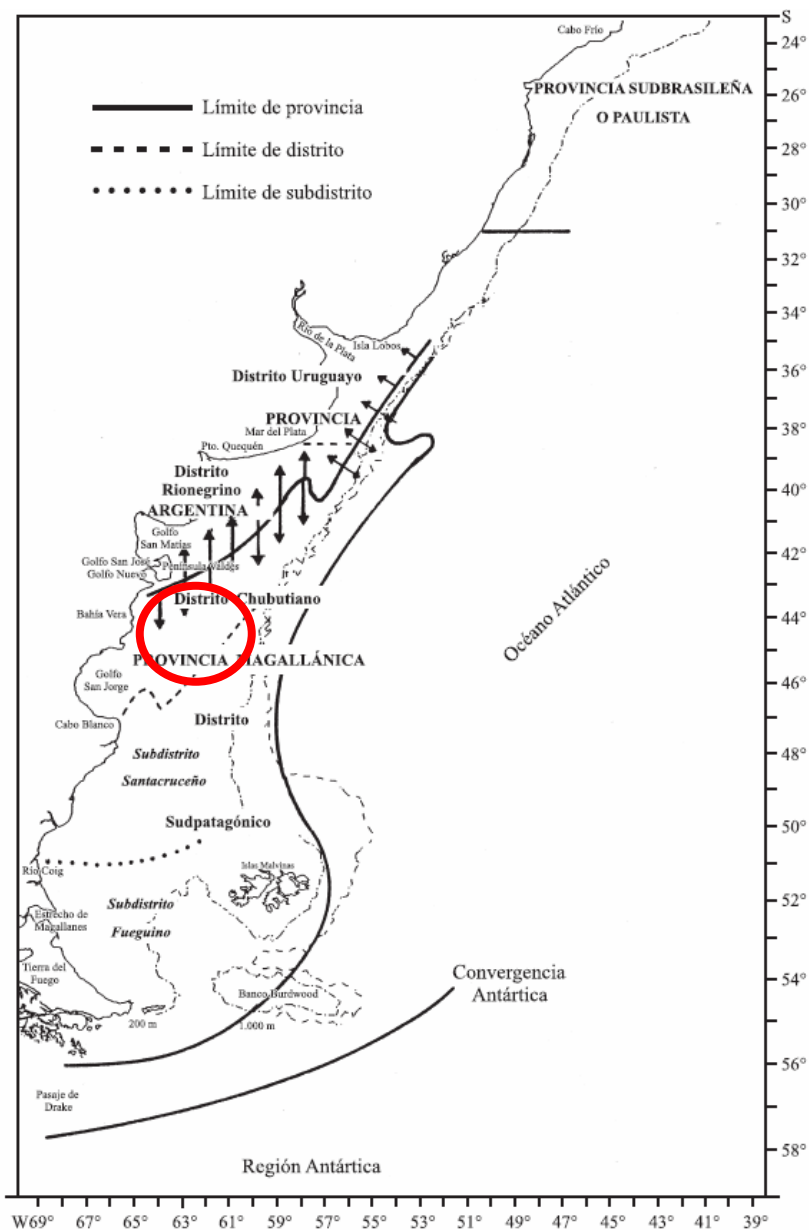 S
Cabo Frío
24°
PROVINCIA SUDBRASILEÑA
26°
O PAULISTA
Límite de provincia
Límite de distrito
28°
Límite de subdistrito
30°
32°
34°
Río de la Plata
Isla Lobos
36°
Distrito Uruguayo
PROVINCIA
Mar del Plata
38°
Pto. Quequén
Distrito
Rionegrino
40°
ARGENTINA
Golfo
San Matías
42°
Golfo San José
Península Valdés
Golfo Nuevo
Distrito Chubutiano
Bahía Vera
44°
Océano Atlántico
PROVINCIA MAGALLÁNICA
Golfo
San Jorge
46°
Cabo Blanco
Distrito
Subdistrito
48°
Santacruceño
Sudpatagónico
50°
Islas Malvinas
Río Coig
Subdistrito
52°
Estrecho de
Magallanes
Fueguino
Tierra del
Fuego
Convergencia
Antártica
54°
Banco Burdwood
200 m
1.000 m
56°
Pasaje de
Drake
58°
Región Antártica
W69° 67° 65° 63° 61° 59° 57° 55° 53° 51° 49° 47° 45° 43° 41° 39°